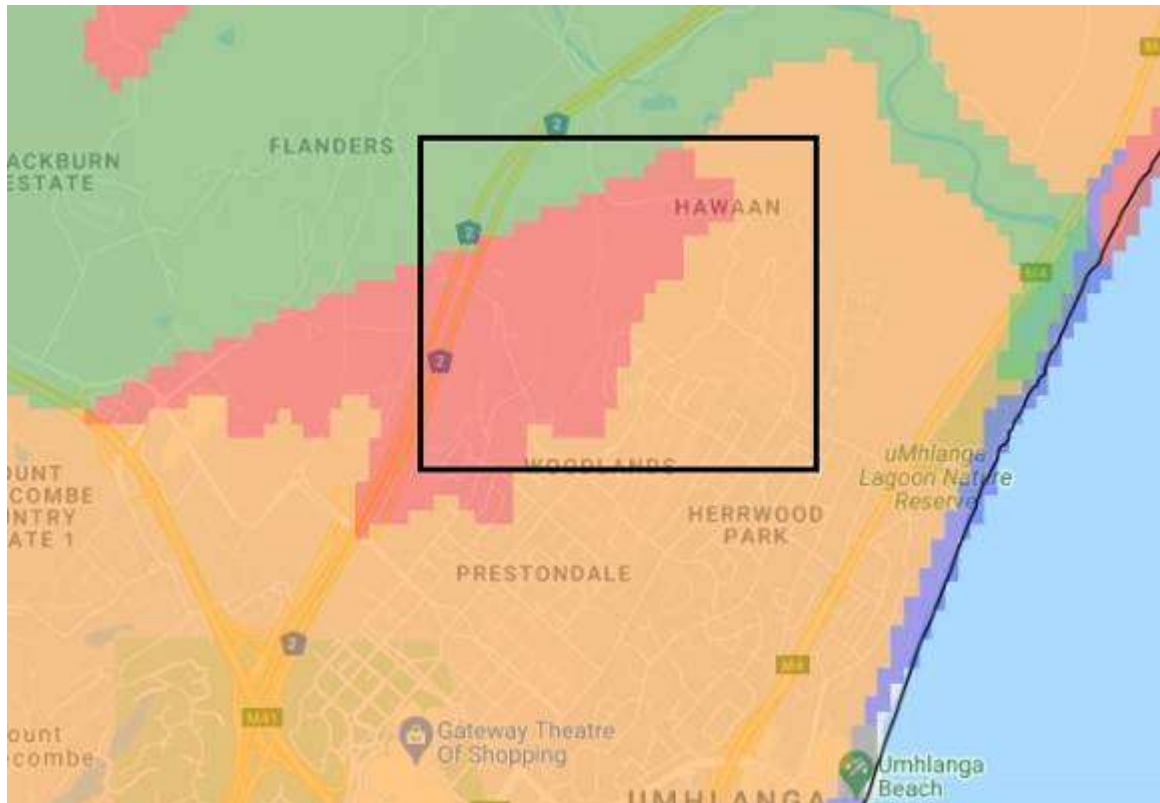 2
FLANDERS
ACKBURN
ESTATE
2
HAWAAN
M4
2
OUNT
COMBE
UNTRY
ATE 1
WOODLANDS
uMhlanga
Lagoon Nature
Reserve
HERRWOOD
PARK
PRESTONDALE
2
M4
M41
Gateway Theatre
Of Shopping
ount
ecombe
Umhlanga
Beach
UMHLANGA